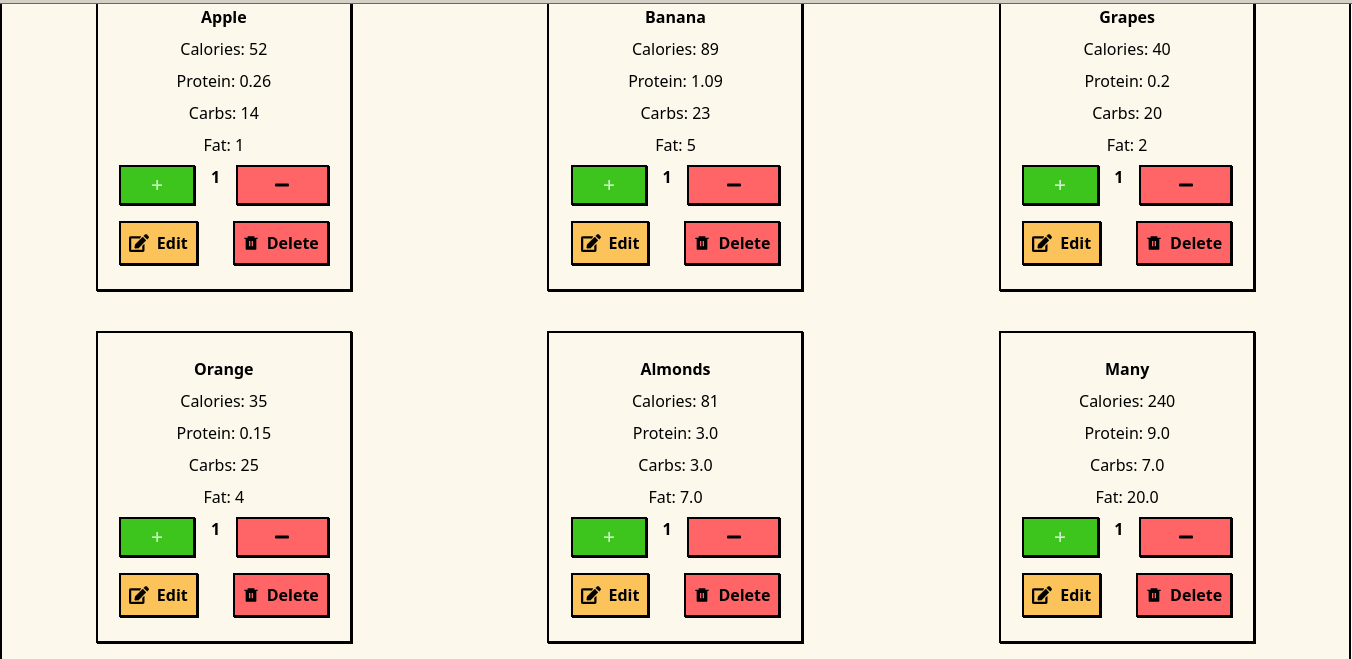 Apple
Calories: 52
Protein: 0.26
Carbs: 14
Fat: 1
+ 1 −
Edit Delete
Banana
Calories: 89
Protein: 1.09
Carbs: 23
Fat: 5
+ 1 −
Edit Delete
Grapes
Calories: 40
Protein: 0.2
Carbs: 20
Fat: 2
+ 1 −
Edit Delete
Orange
Calories: 35
Protein: 0.15
Carbs: 25
Fat: 4
+ 1 −
Edit Delete
Almonds
Calories: 81
Protein: 3.0
Carbs: 3.0
Fat: 7.0
+ 1 −
Edit Delete
Many
Calories: 240
Protein: 9.0
Carbs: 7.0
Fat: 20.0
+ 1 −
Edit Delete